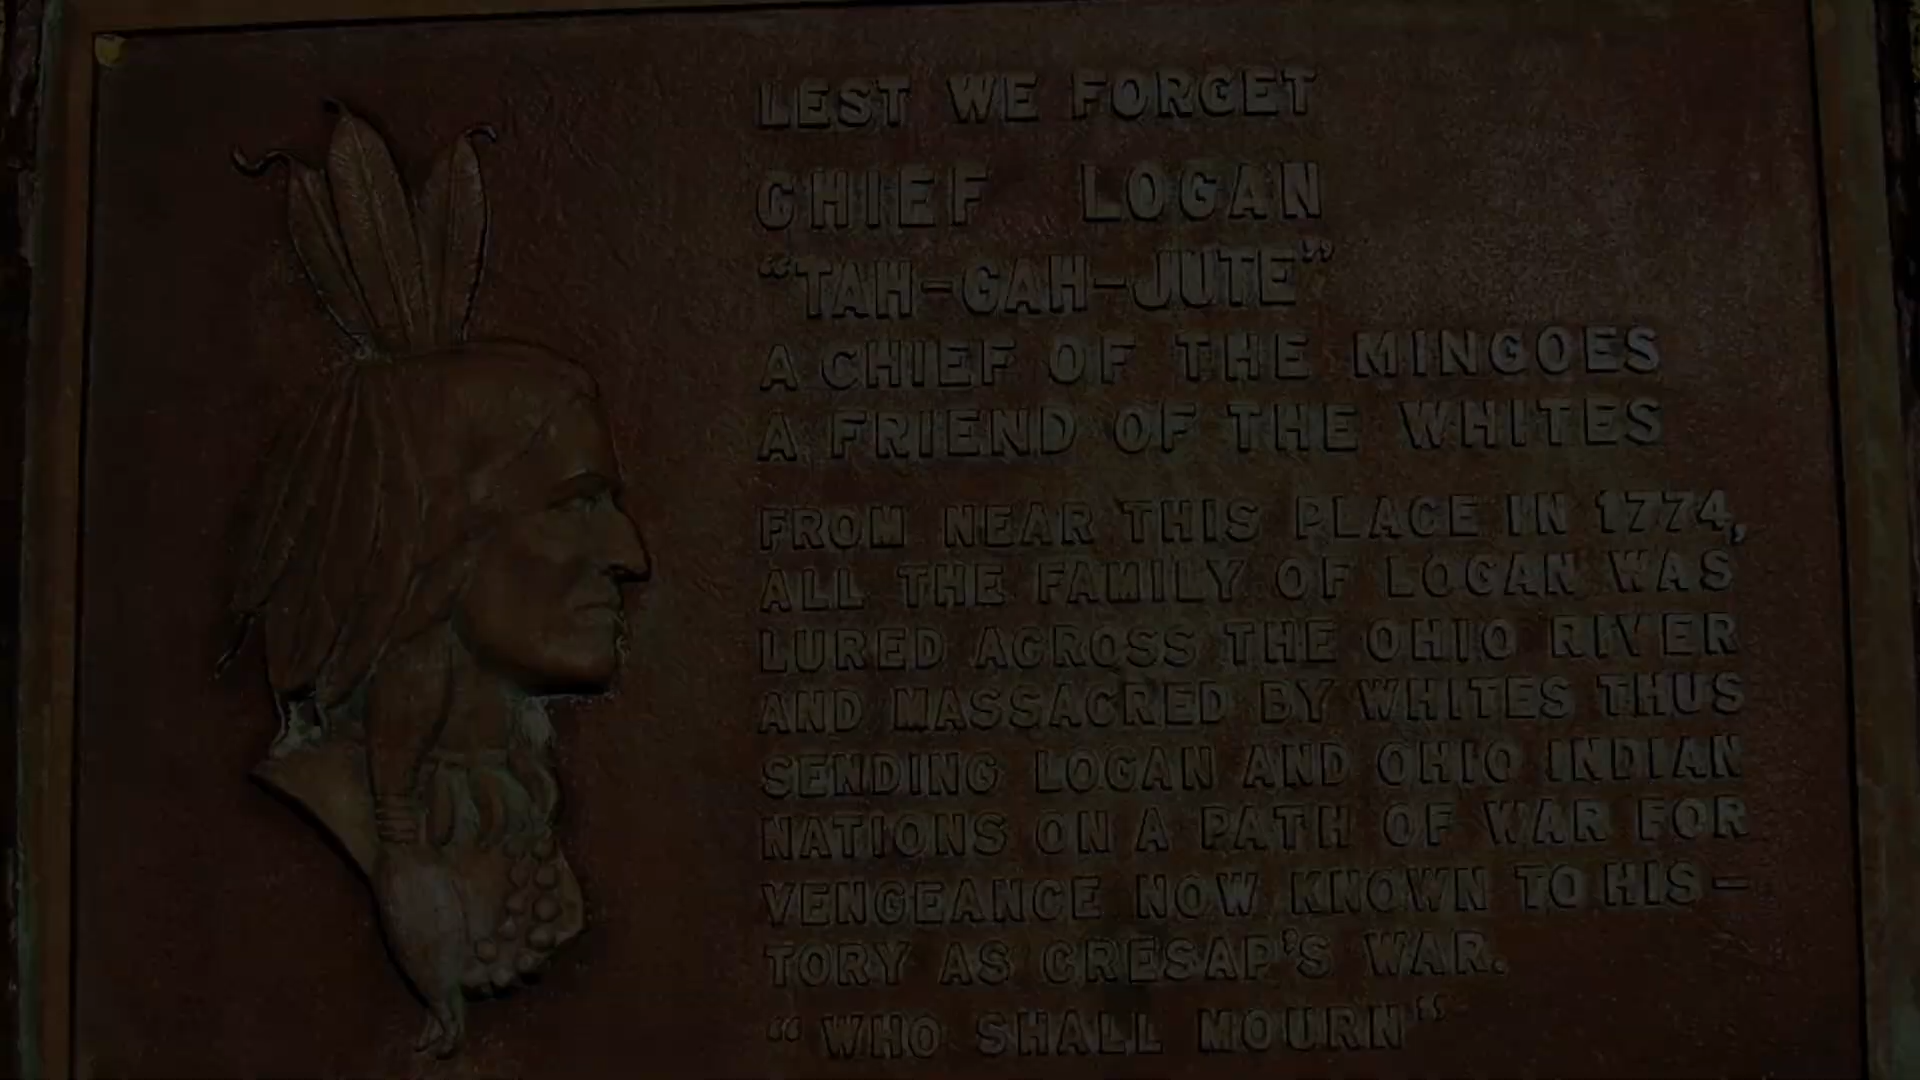 LEST WE FORGET
CHIEF LOGAN
"TAH-GAH-JUTE"
A CHIEF OF THE MINGOES
A FRIEND OF THE WHITES
FROM NEAR THIS PLACE IN 1774,
ALL THE FAMILY OF LOGAN WAS
LURED ACROSS THE OHIO RIVER
AND MASSACRED BY WHITES THUS
SENDING LOGAN AND OHIO INDIAN
NATIONS ON A PATH OF WAR FOR
VENGEANCE NOW KNOWN TO HIS-
TORY AS CRESAP'S WAR.
"WHO SHALL MOURN"